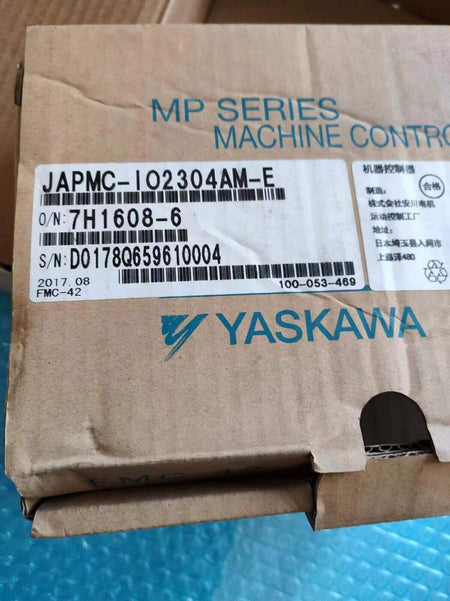 MP SERIES
MACHINE CONTRO
JAPMC-IO2304AM-E
O/N:7H1608-6
S/N:D0178Q659610004
2017.08
FMC-42
100-053-469
机器控制器
合格
制造:
株式会社安川电机
运动控制工厂
地址:
日本埼玉县入间市
上藤泽480
YASKAWA
FMC-42